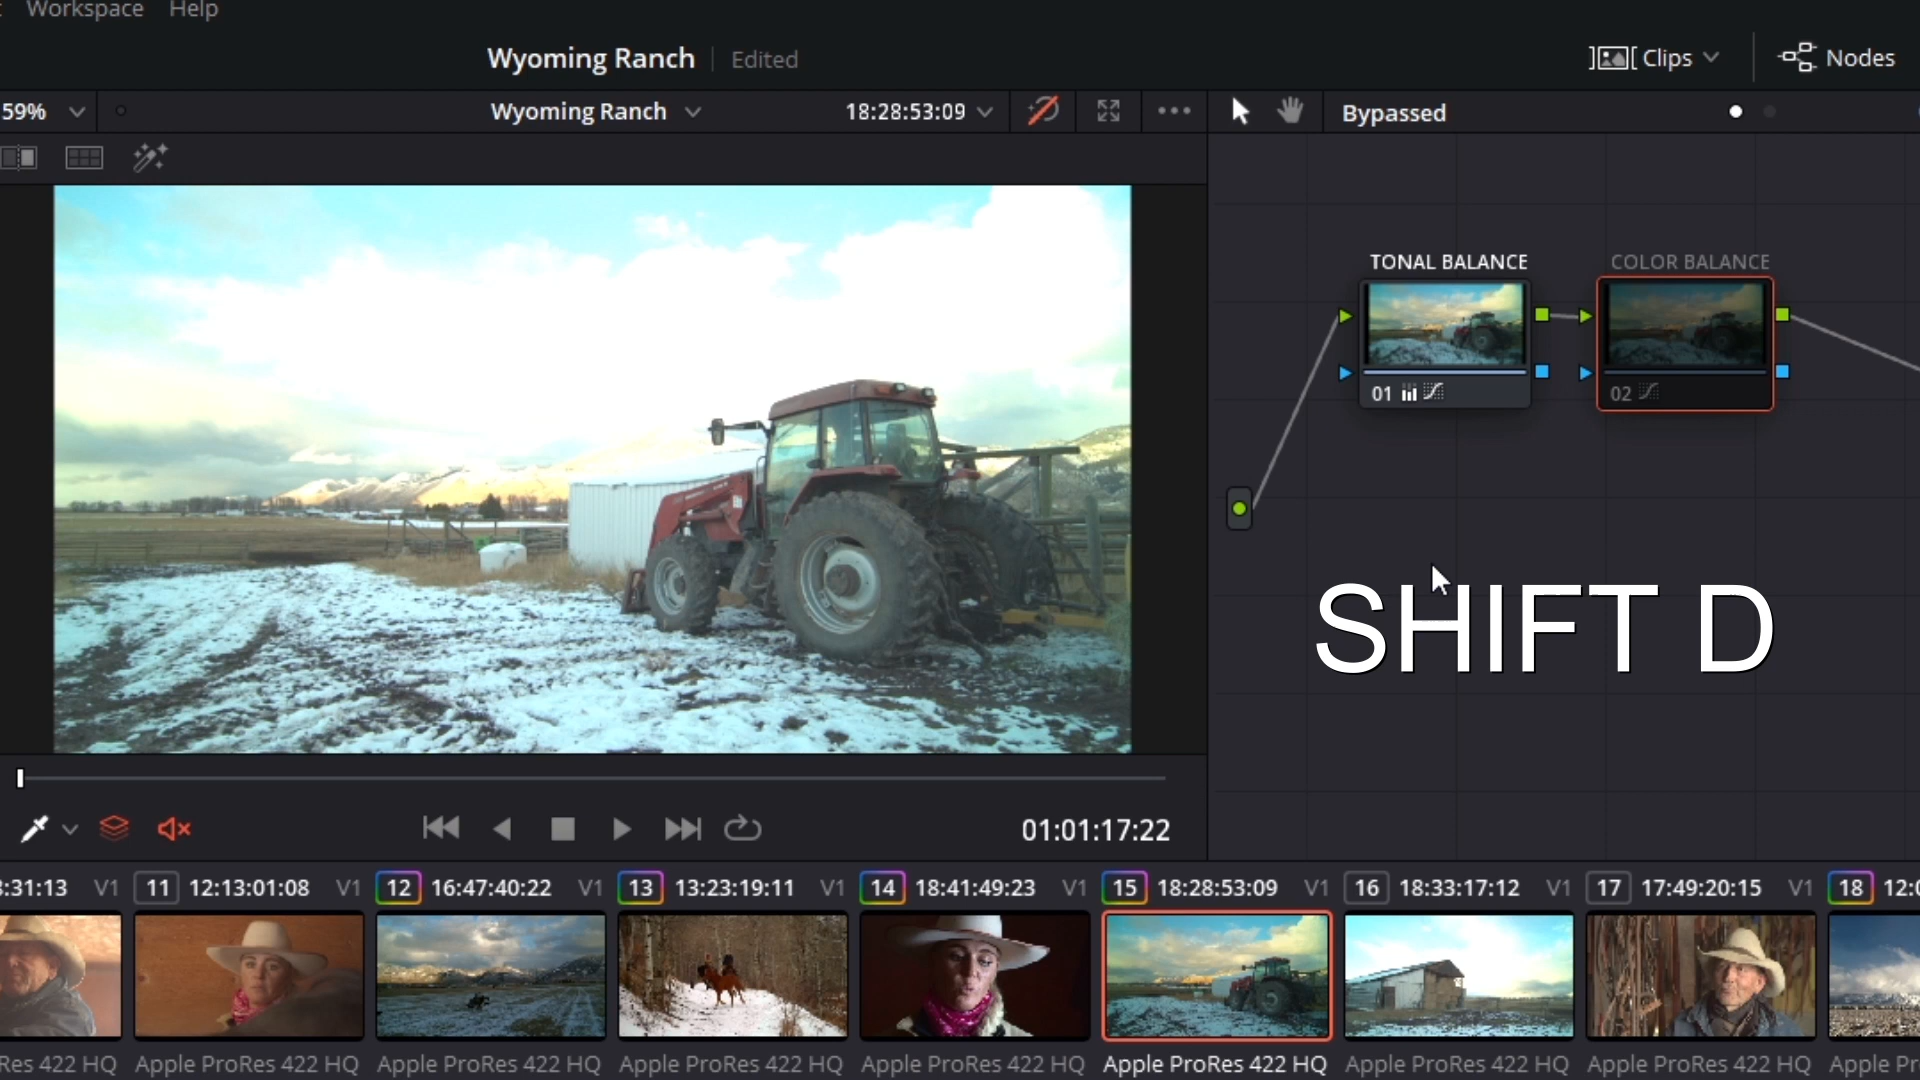 Workspace Help
Wyoming Ranch Edited
Clips Nodes
59% Wyoming Ranch 18:28:53:09 Bypassed
TONAL BALANCE COLOR BALANCE
01 02
SHIFT D
01:01:17:22
:31:13 V1 11 12:13:01:08 V1 12 16:47:40:22 V1 13 13:23:19:11 V1 14 18:41:49:23 V1 15 18:28:53:09 V1 16 18:33:17:12 V1 17 17:49:20:15 V1 18 12:0
Res 422 HQ Apple ProRes 422 HQ Apple ProRes 422 HQ Apple ProRes 422 HQ Apple ProRes 422 HQ Apple ProRes 422 HQ Apple ProRes 422 HQ Apple ProRes 422 HQ Apple Pr